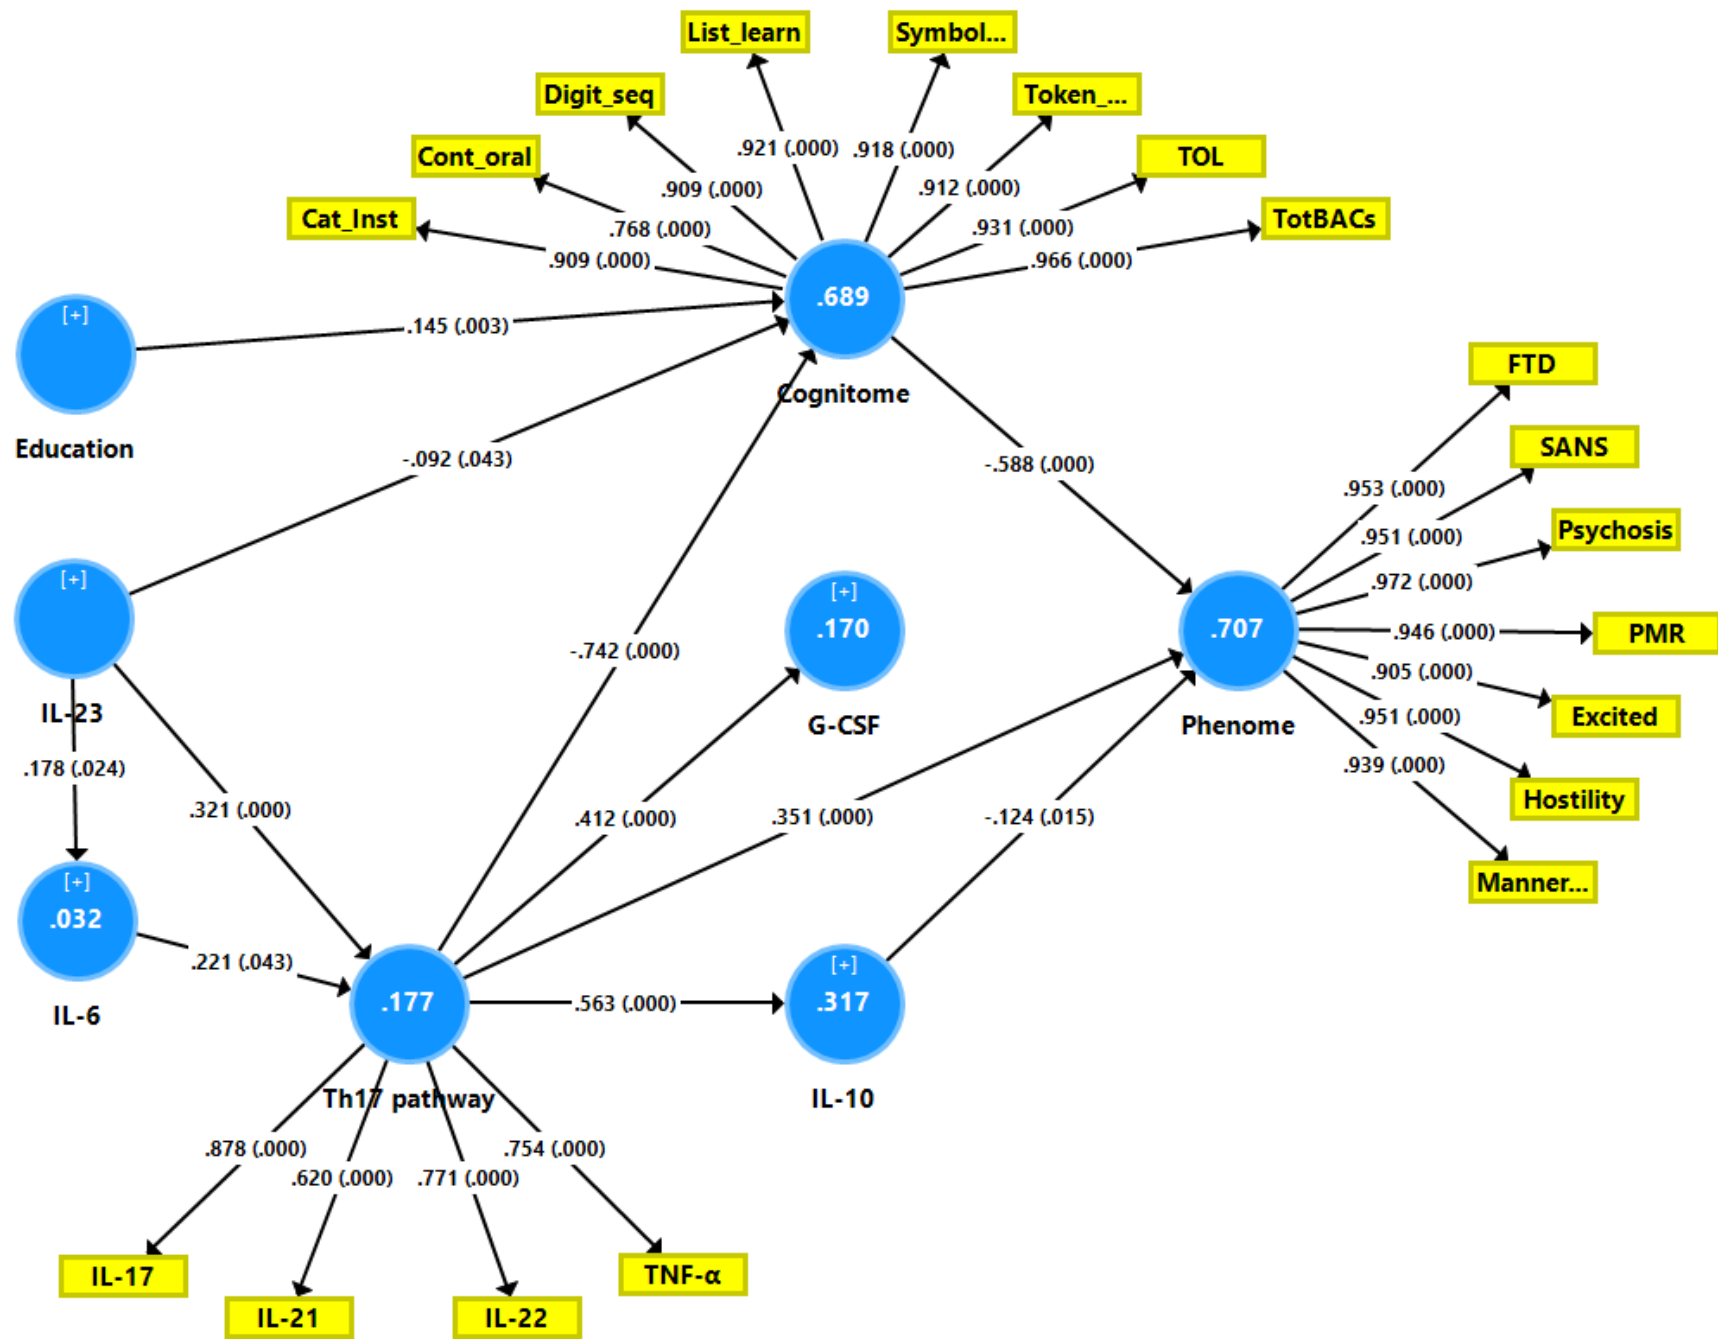 List_learn
Symbol...
Digit_seq
Token_...
Cont_oral
TOL
Cat_Inst
TotBACs
.921 (.000)
.918 (.000)
.909 (.000)
.912 (.000)
.768 (.000)
.931 (.000)
.909 (.000)
.966 (.000)
.689
Cognitome
[+]
Education
.145 (.003)
-.092 (.043)
-.588 (.000)
FTD
SANS
Psychosis
PMR
Excited
Hostility
Manner...
.953 (.000)
.951 (.000)
.972 (.000)
.946 (.000)
.905 (.000)
.951 (.000)
.939 (.000)
[+]
IL-23
.178 (.024)
.321 (.000)
-.742 (.000)
[+]
.170
G-CSF
.707
Phenome
.412 (.000)
.351 (.000)
-.124 (.015)
[+]
.032
IL-6
.221 (.043)
.177
Th17 pathway
.563 (.000)
[+]
.317
IL-10
.878 (.000)
.754 (.000)
.620 (.000)
.771 (.000)
IL-17
TNF-α
IL-21
IL-22